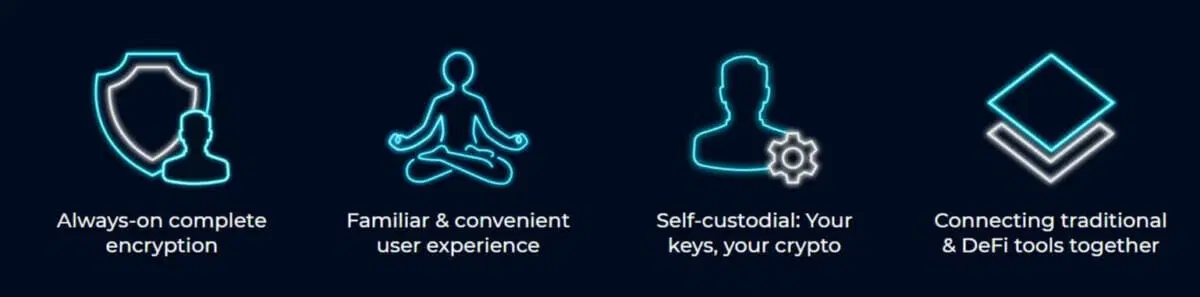 Always-on complete
encryption
Familiar & convenient
user experience
Self-custodial: Your
keys, your crypto
Connecting traditional
& DeFi tools together